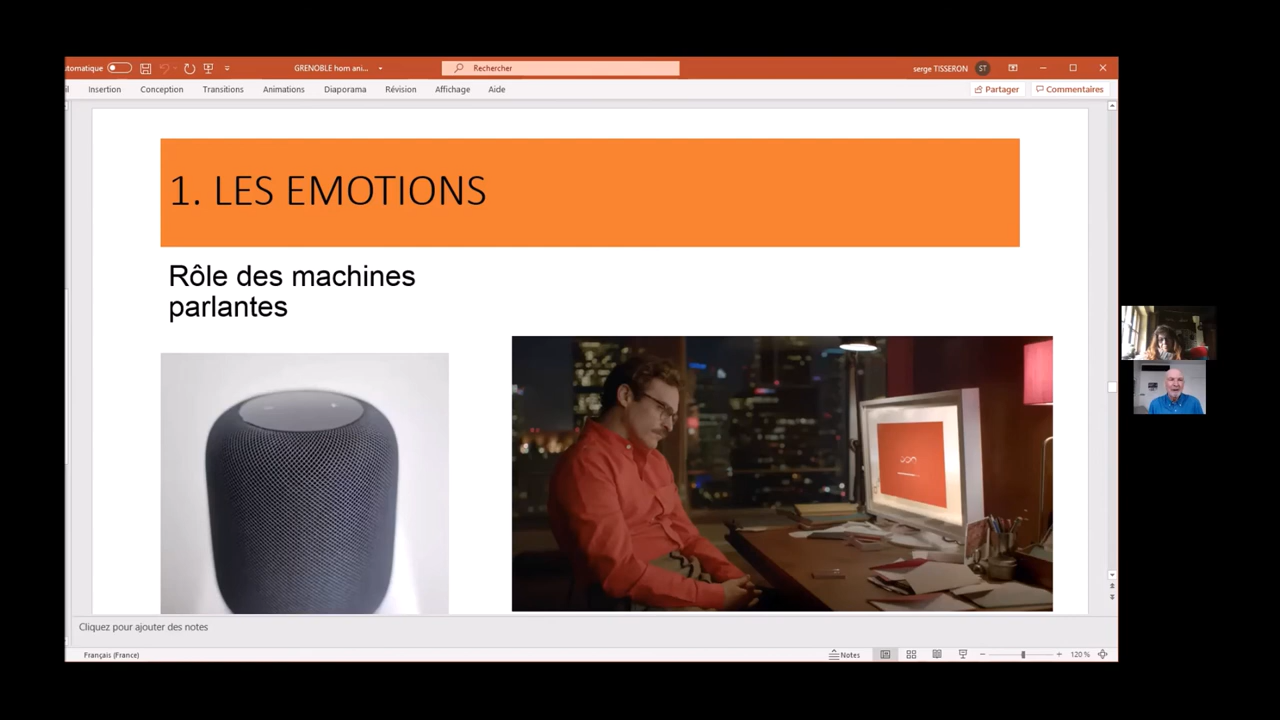 utomatique
GRENOBLE hom ani...
Rechercher
serge TISSERON
ST
Insertion
Conception
Transitions
Animations
Diaporama
Révision
Affichage
Aide
Partager
Commentaires
1. LES EMOTIONS
Rôle des machines
parlantes
Cliquez pour ajouter des notes
Français (France)
Notes
120 %